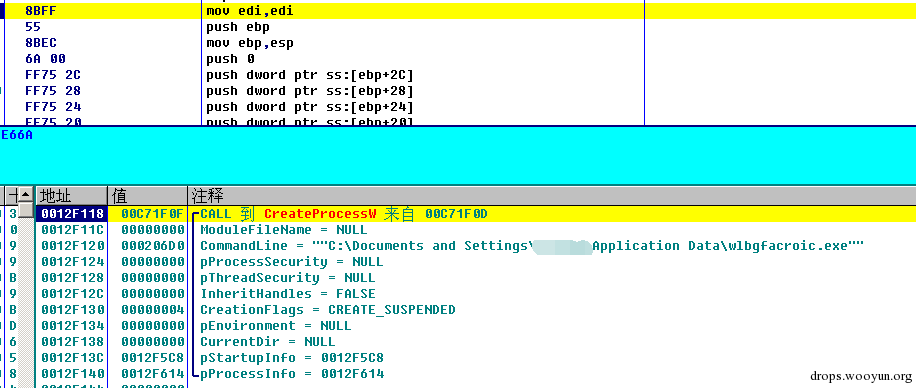 8BFF mov edi,edi
55 push ebp
8BEC mov ebp,esp
6A 00 push 0
FF75 2C push dword ptr ss:[ebp+2C]
FF75 28 push dword ptr ss:[ebp+28]
FF75 24 push dword ptr ss:[ebp+24]
FF75 20 push dword ptr ss:[ebp+20]
E66A
地址 值 注释
3 0012F118 00C71F0F CALL 到 CreateProcessW 来自 00C71F0D
0 0012F11C 00000000 ModuleFileName = NULL
9 0012F120 000206D0 CommandLine = ""C:\Documents and Settings\ Application Data\wlbgfacroic.exe""
9 0012F124 00000000 pProcessSecurity = NULL
B 0012F128 00000000 pThreadSecurity = NULL
9 0012F12C 00000000 InheritHandles = FALSE
B 0012F130 00000004 CreationFlags = CREATE_SUSPENDED
D 0012F134 00000000 pEnvironment = NULL
6 0012F138 00000000 CurrentDir = NULL
5 0012F13C 0012F5C8 pStartupInfo = 0012F5C8
8 0012F140 0012F614 pProcessInfo = 0012F614
drops.wooyun.org